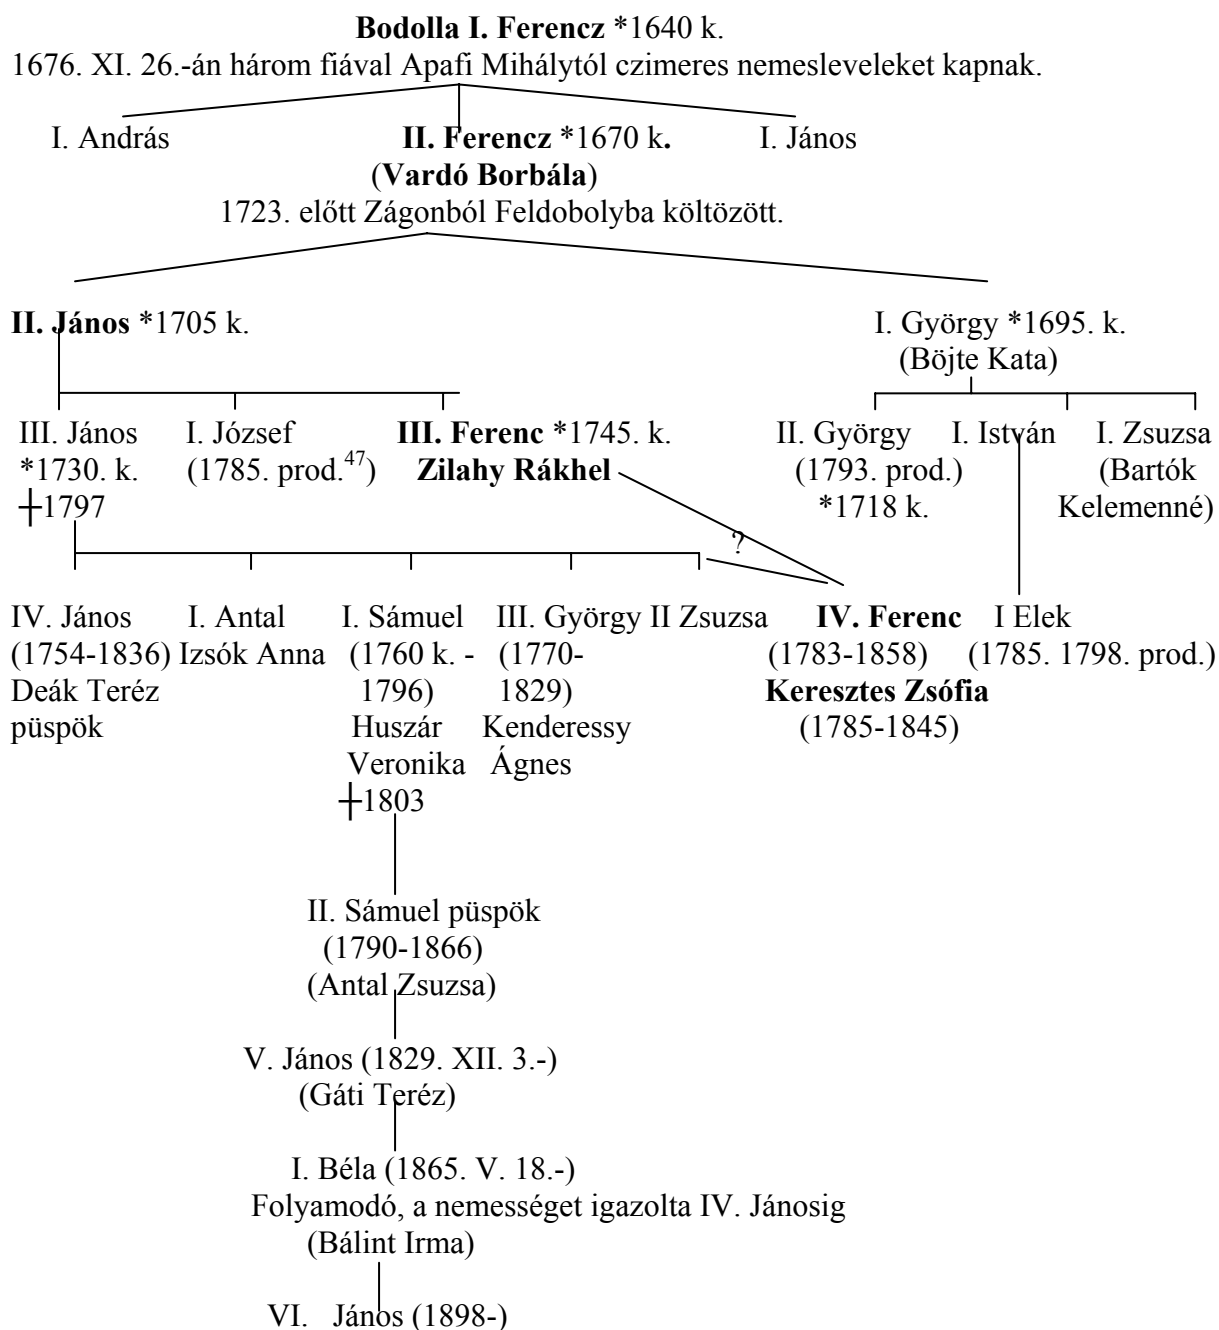 Bodolla I. Ferencz *1640 k.
1676. XI. 26.-án három fiával Apafi Mihálytól czimeres nemesleveleket kapnak.
I. András II. Ferencz *1670 k. I. János
(Vardó Borbála)
1723. előtt Zágonból Feldobolyba költözött.
II. János *1705 k. I. György *1695. k.
(Böjte Kata)
III. János I. József III. Ferenc *1745. k. II. György I. István I. Zsuzsa
*1730. k. (1785. prod.47) Zilahy Rákhel (1793. prod.) (Bartók
┼1797 *1718 k. Kelemenné)
?
IV. János I. Antal I. Sámuel III. György II Zsuzsa IV. Ferenc I Elek
(1754-1836) Izsók Anna (1760 k. - (1770- (1783-1858) (1785. 1798. prod.)
Deák Teréz 1796) 1829) Keresztes Zsófia
püspök Huszár Kenderessy (1785-1845)
Veronika Ágnes
┼1803
II. Sámuel püspök
(1790-1866)
(Antal Zsuzsa)
V. János (1829. XII. 3.-)
(Gáti Teréz)
I. Béla (1865. V. 18.-)
Folyamodó, a nemességet igazolta IV. Jánosig
(Bálint Irma)
VI. János (1898-)